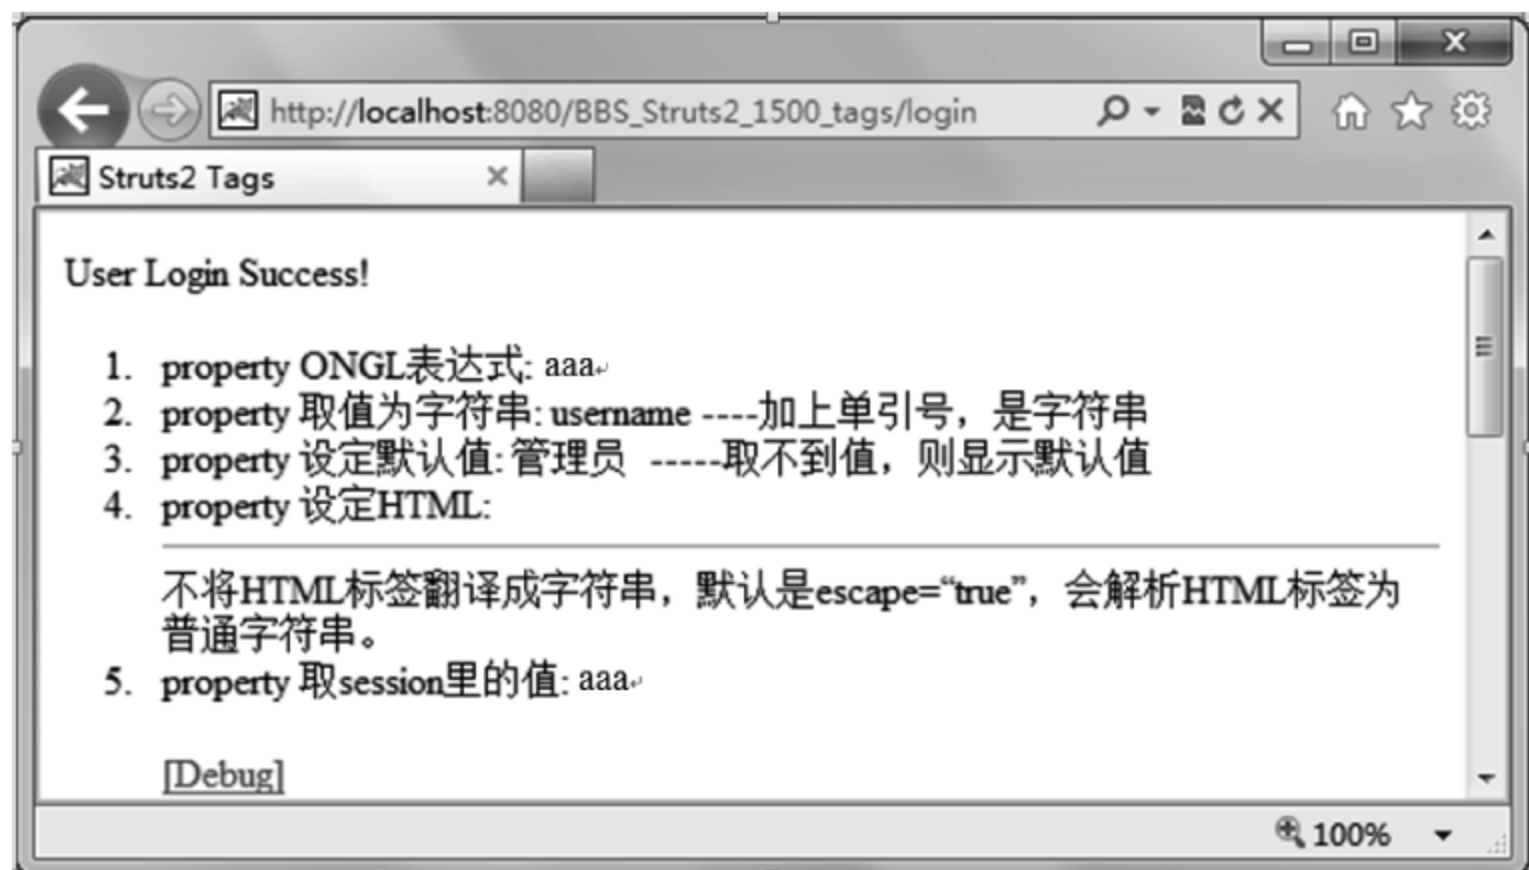 http://localhost:8080/BBS_Struts2_1500_tags/login
Struts2 Tags
User Login Success!
1. property ONGL表达式: aaa↵
2. property 取值为字符串: username ----加上单引号，是字符串
3. property 设定默认值: 管理员 -----取不到值，则显示默认值
4. property 设定HTML:
不将HTML标签翻译成字符串，默认是escape=“true”，会解析HTML标签为
普通字符串。
5. property 取session里的值: aaa↵
[Debug]
100%